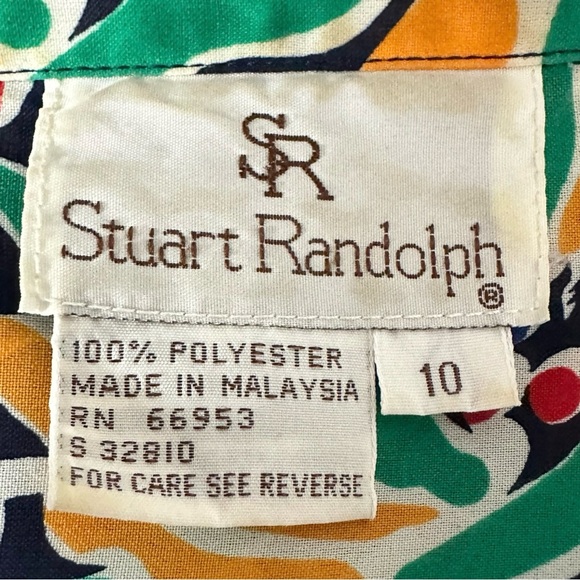 SR
Stuart Randolph®
100% POLYESTER
MADE IN MALAYSIA
RN 66953
S 32810
FOR CARE SEE REVERSE
10